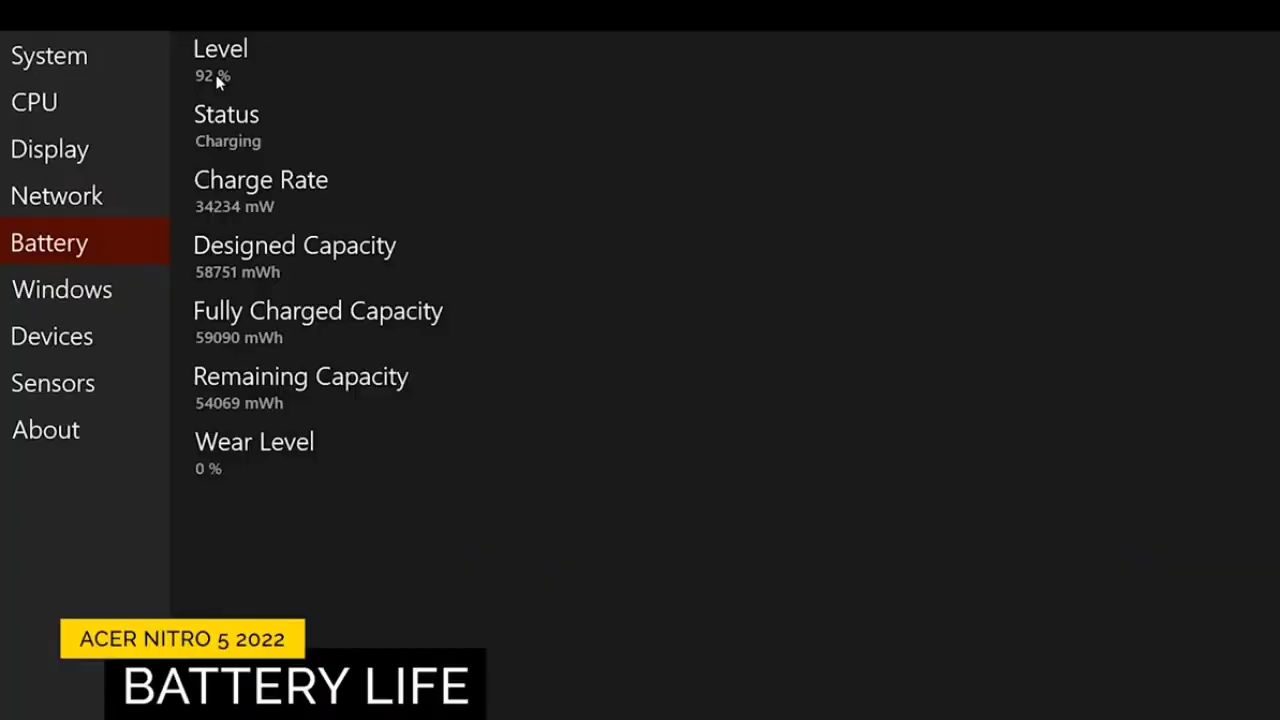 System
CPU
Display
Network
Battery
Windows
Devices
Sensors
About
Level
92 %
Status
Charging
Charge Rate
34234 mW
Designed Capacity
58751 mWh
Fully Charged Capacity
59090 mWh
Remaining Capacity
54069 mWh
Wear Level
0 %
ACER NITRO 5 2022
BATTERY LIFE